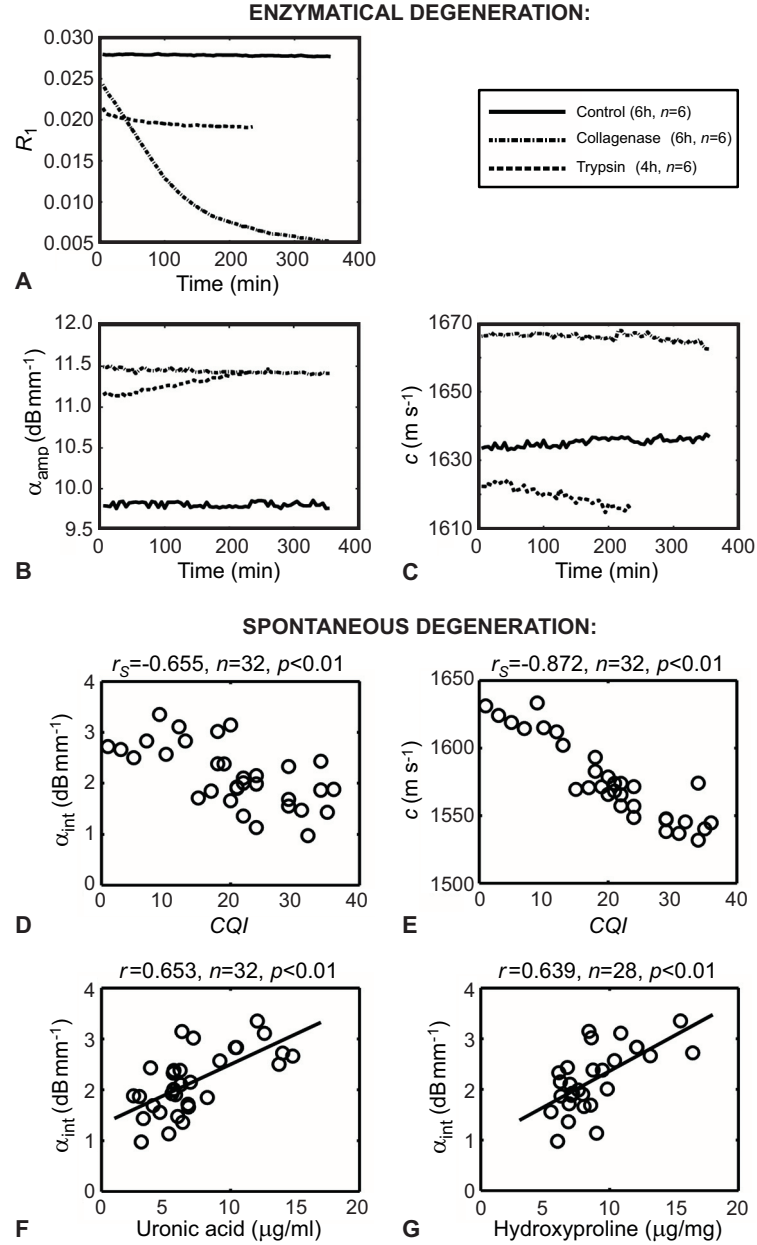 ENZYMATICAL DEGENERATION:
0.030
0.025
0.020
0.015
0.010
0.005
R1
0 100 200 300 400
Time (min)
A
Control (6h, n=6)
Collagenase (6h, n=6)
Trypsin (4h, n=6)
12.0
11.5
11.0
10.5
10.0
9.5
αamp (dB mm-1)
0 100 200 300 400
Time (min)
B
1670
1650
1630
1610
c (m s-1)
0 100 200 300 400
Time (min)
C
SPONTANEOUS DEGENERATION:
rS=-0.655, n=32, p<0.01
4
3
2
1
0
αint (dB mm-1)
0 10 20 30 40
CQI
D
rS=-0.872, n=32, p<0.01
1650
1600
1550
1500
c (m s-1)
0 10 20 30 40
CQI
E
r=0.653, n=32, p<0.01
4
3
2
1
0
αint (dB mm-1)
0 5 10 15 20
Uronic acid (μg/ml)
F
r=0.639, n=28, p<0.01
4
3
2
1
0
αint (dB mm-1)
0 5 10 15 20
Hydroxyproline (μg/mg)
G